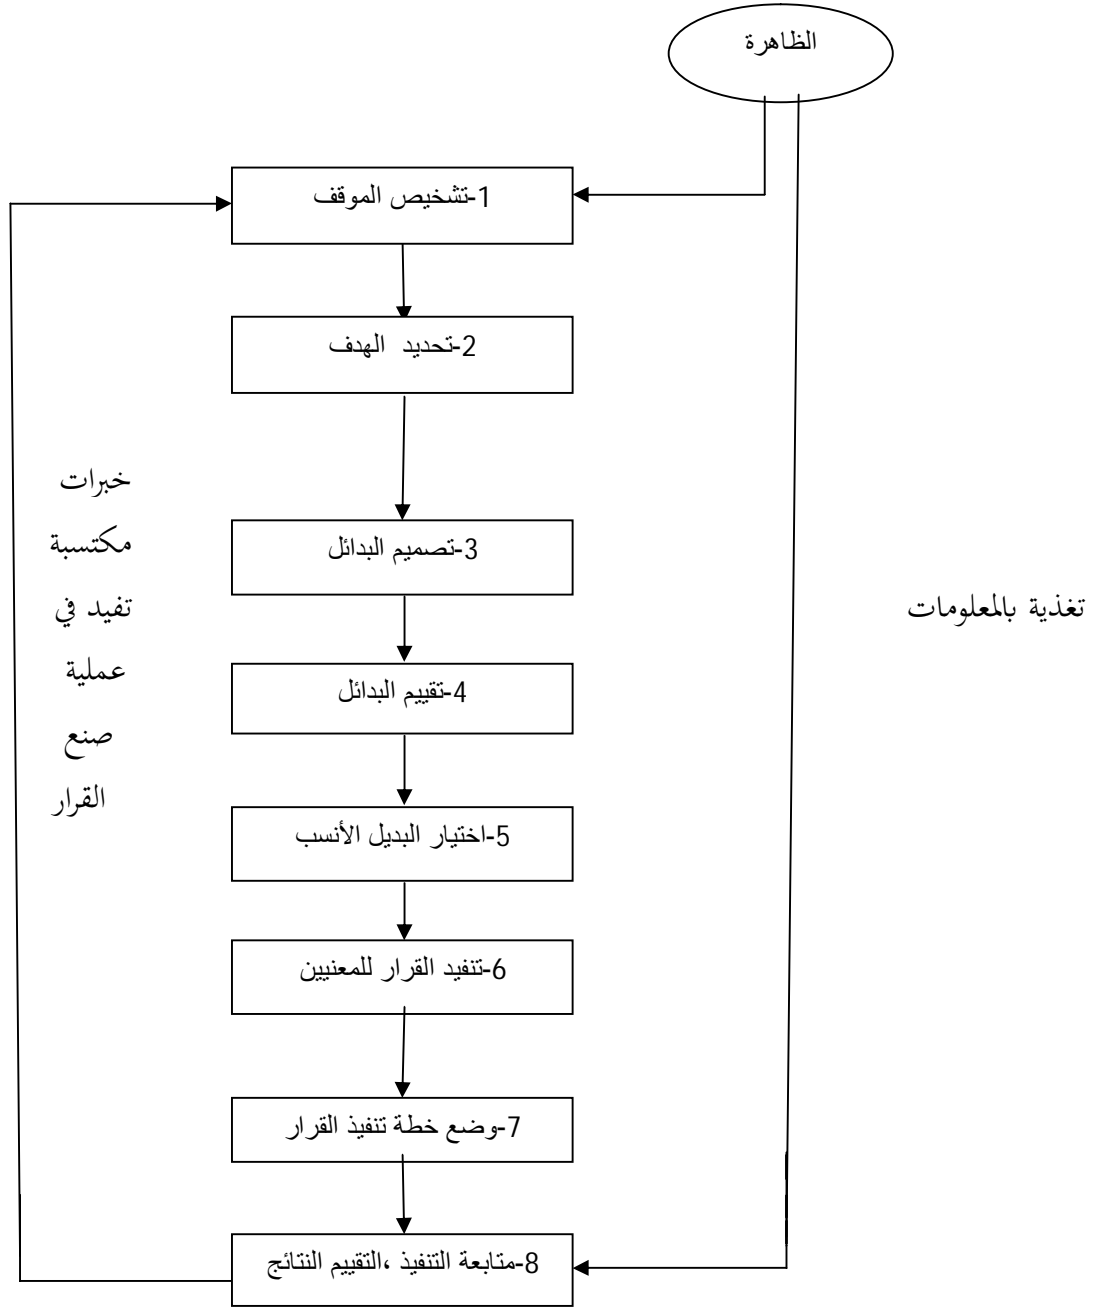 الظاهرة
1-تشخيص الموقف
2-تحديد الهدف
3-تصميم البدائل
4-تقييم البدائل
5-اختيار البديل الأنسب
6-تنفيد القرار للمعنيين
7-وضع خطة تنفيذ القرار
8-متابعة التنفيذ ،التقييم النتائج
تغذية بالمعلومات
خبرات
مكتسبة
تفيد في
عملية
صنع
القرار